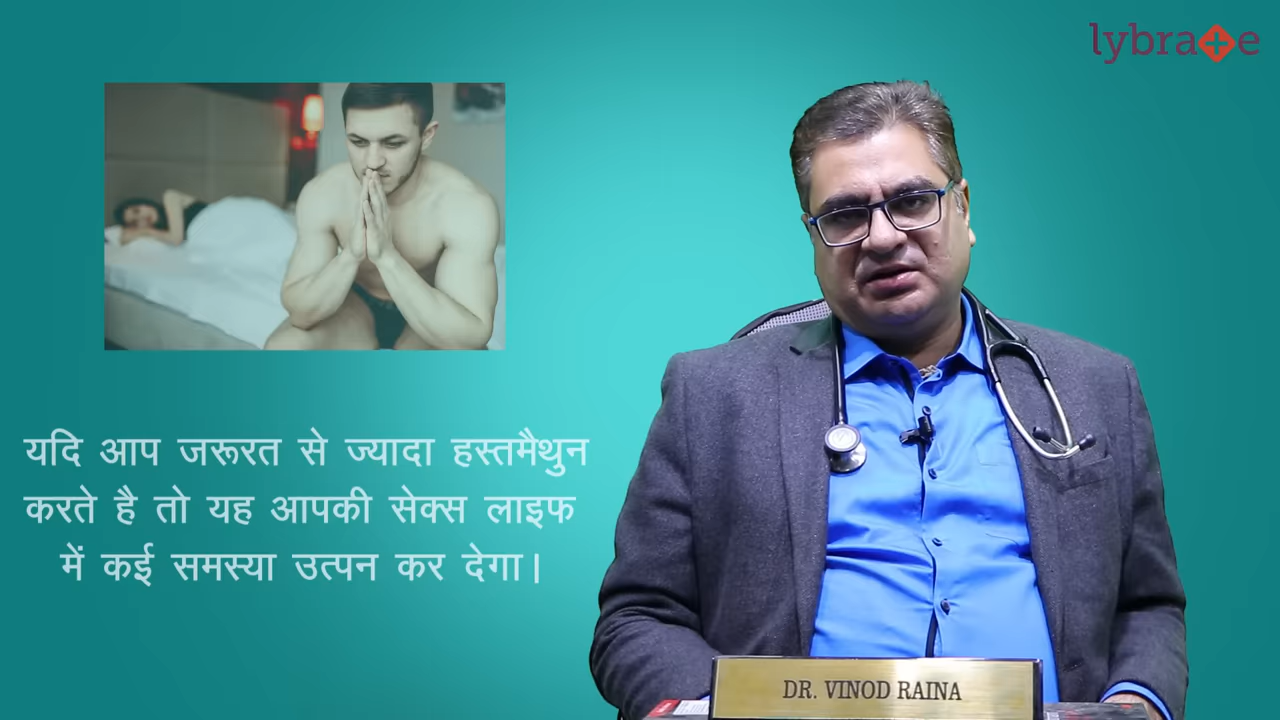 lybrate
यदि आप जरूरत से ज्यादा हस्तमैथुन
करते है तो यह आपकी सेक्स लाइफ
में कई समस्या उत्पन कर देगा।
DR. VINOD RAINA